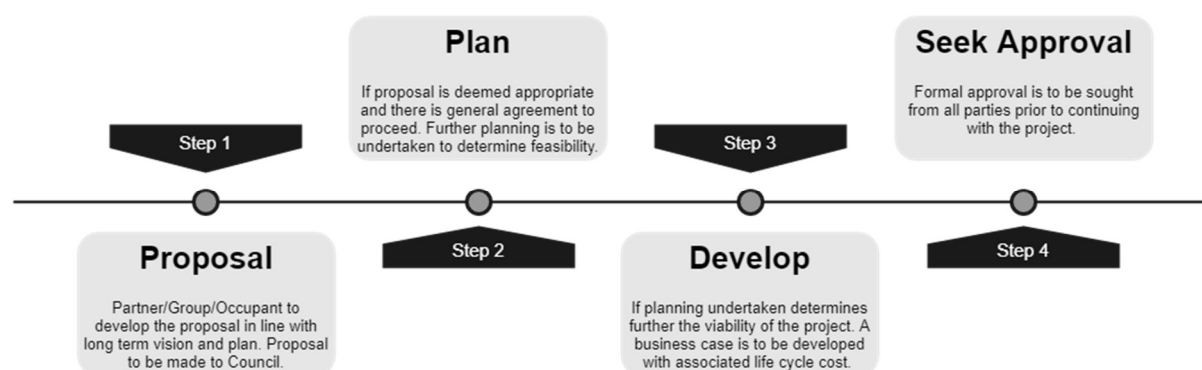 Step 1
Proposal
Partner/Group/Occupant to
develop the proposal in line with
long term vision and plan. Proposal
to be made to Council.
Plan
If proposal is deemed appropriate
and there is general agreement to
proceed. Further planning is to be
undertaken to determine feasibility.
Step 2
Step 3
Develop
If planning undertaken determines
further the viability of the project. A
business case is to be developed
with associated life cycle cost.
Seek Approval
Formal approval is to be sought
from all parties prior to continuing
with the project.
Step 4